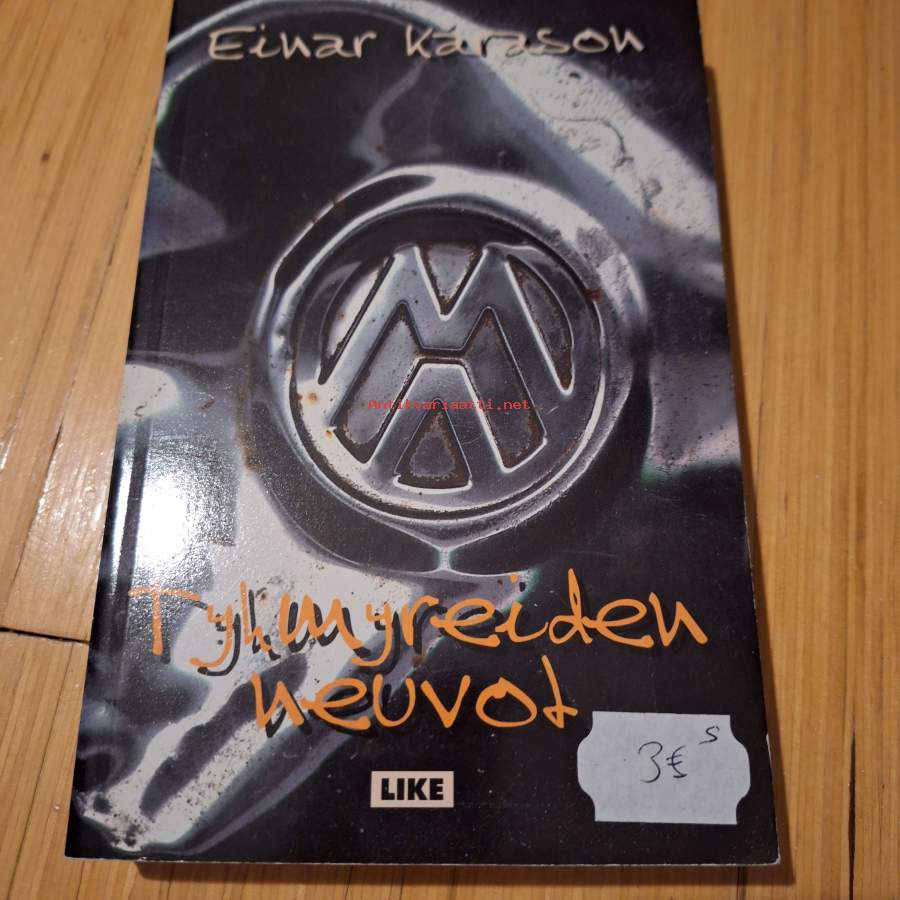 Einar Kárason
Antikvariaatti.net
Tyhmyreiden
neuvot
3€ s
LIKE